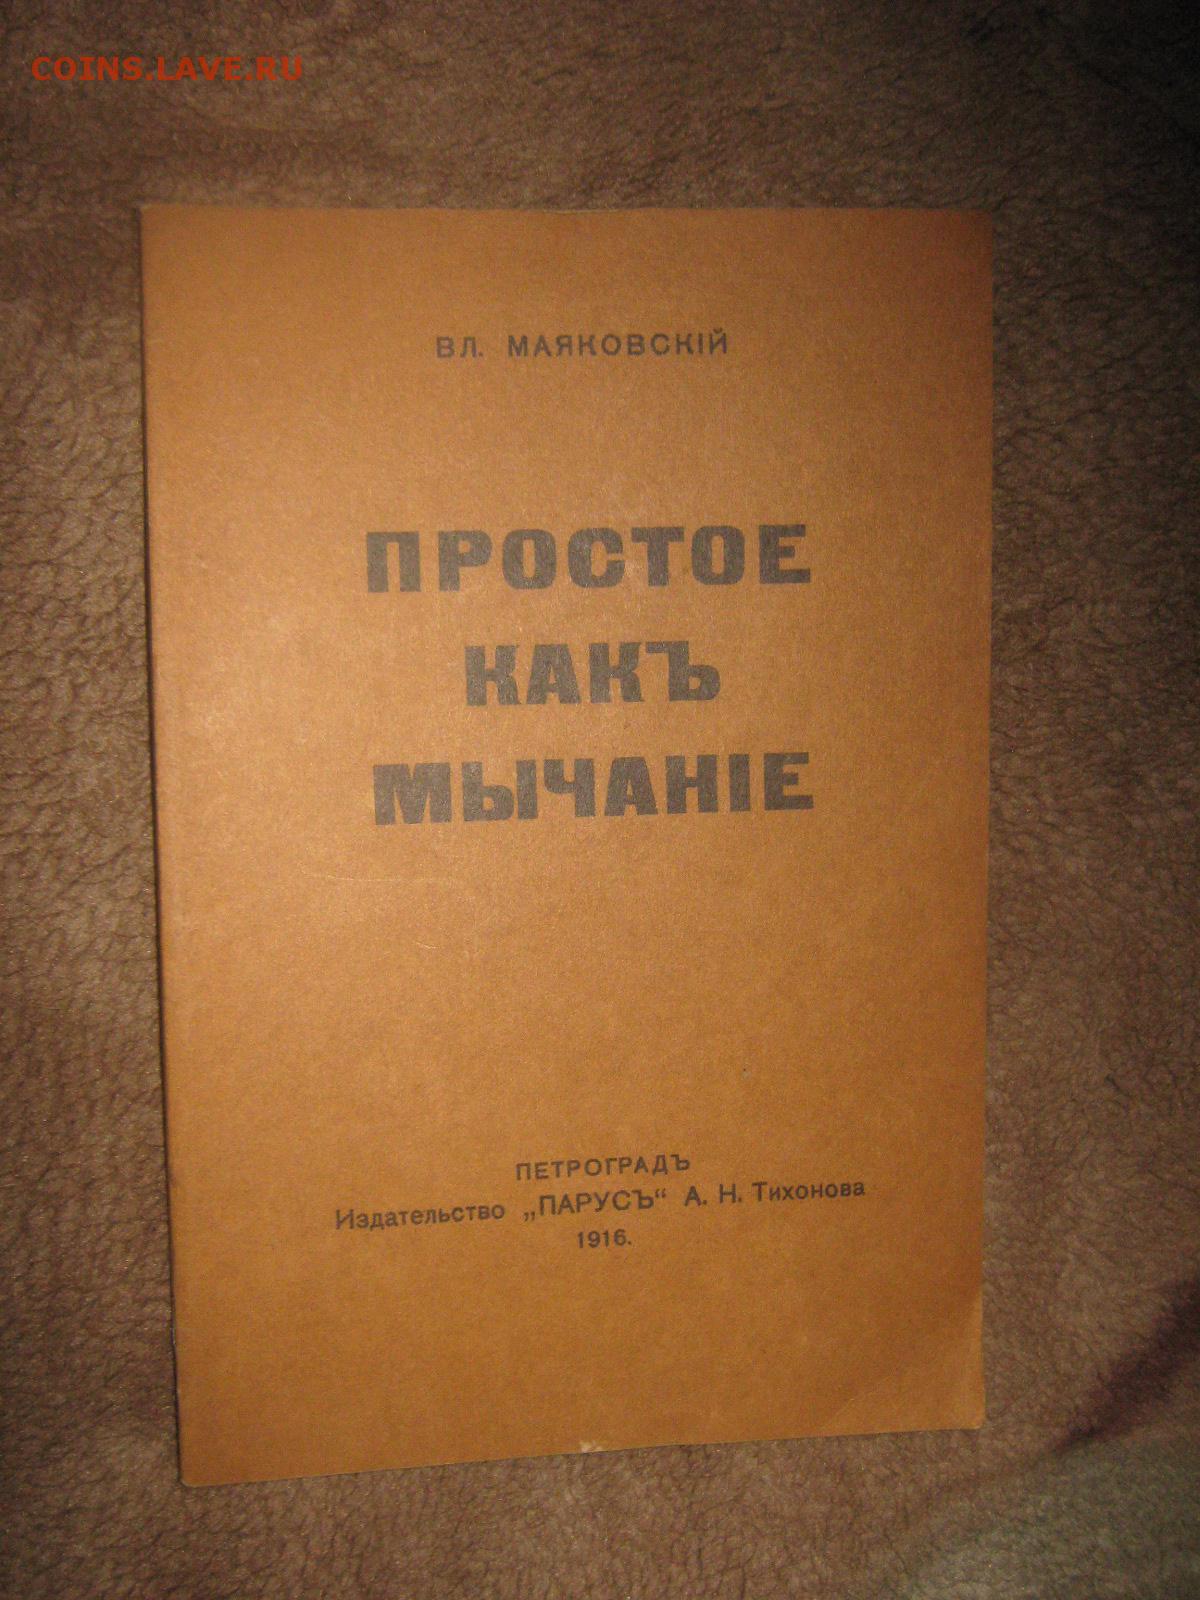 COINS.LAVE.RU
ВЛ. МАЯКОВСКІЙ
ПРОСТОЕ
КАКЪ
МЫЧАНІЕ
ПЕТРОГРАДЪ
Издательство „ПАРУСЪ“ А. Н. Тихонова
1916.